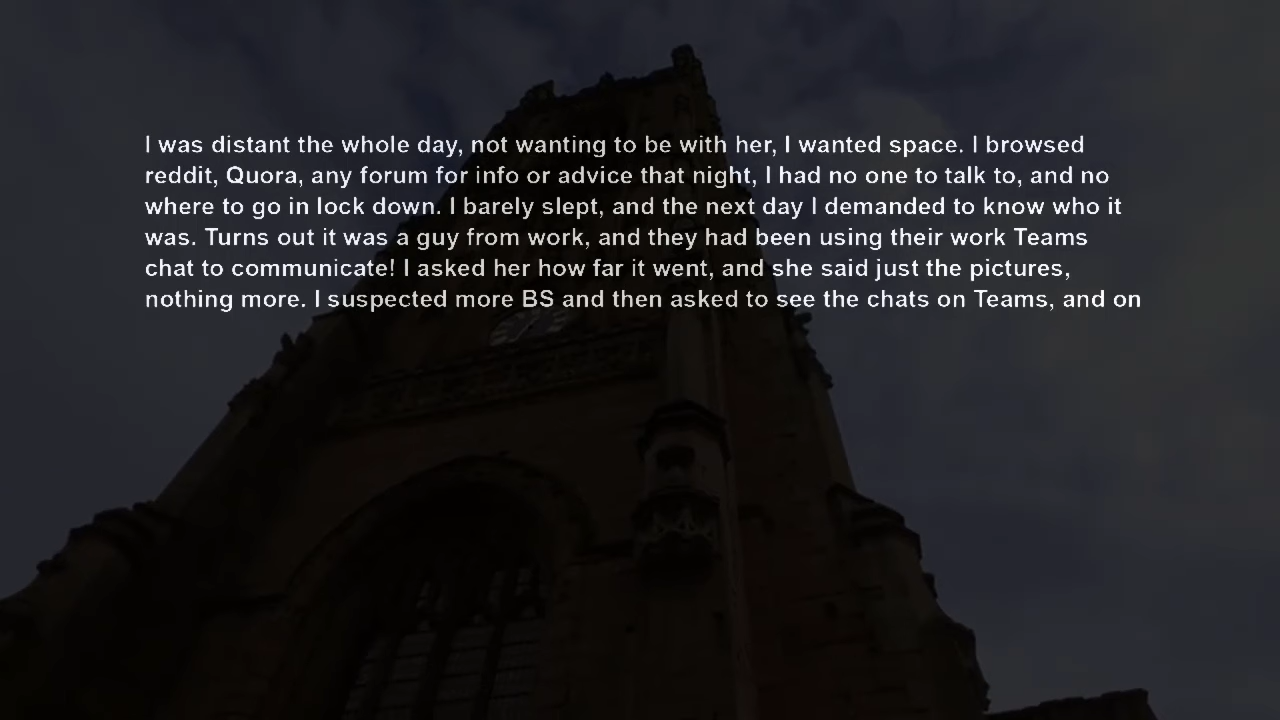 I was distant the whole day, not wanting to be with her, I wanted space. I browsed
reddit, Quora, any forum for info or advice that night, I had no one to talk to, and no
where to go in lock down. I barely slept, and the next day I demanded to know who it
was. Turns out it was a guy from work, and they had been using their work Teams
chat to communicate! I asked her how far it went, and she said just the pictures,
nothing more. I suspected more BS and then asked to see the chats on Teams, and on